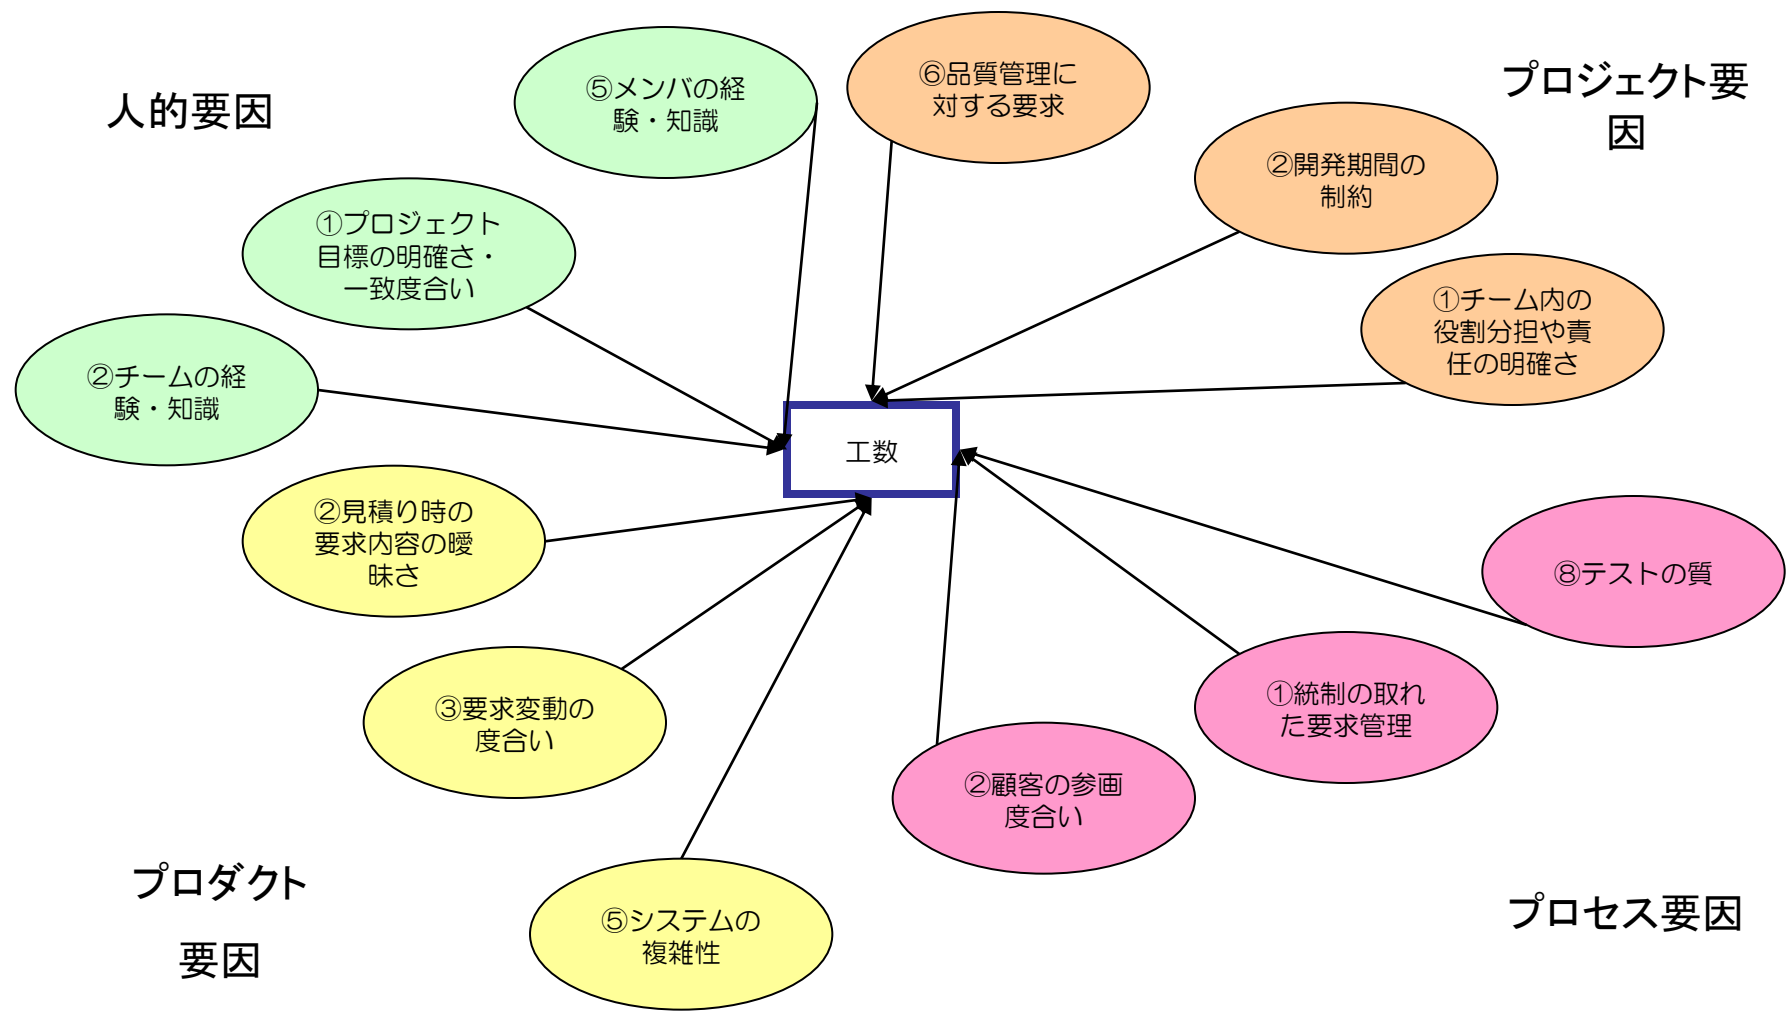 人的要因
⑤メンバの経
験・知識
⑥品質管理に
対する要求
プロジェクト要
因
②開発期間の
制約
①プロジェクト
目標の明確さ・
一致度合い
①チーム内の
役割分担や責
任の明確さ
②チームの経
験・知識
工数
②見積り時の
要求内容の曖
昧さ
⑧テストの質
③要求変動の
度合い
①統制の取れ
た要求管理
②顧客の参画
度合い
プロダクト
要因
⑤システムの
複雑性
プロセス要因